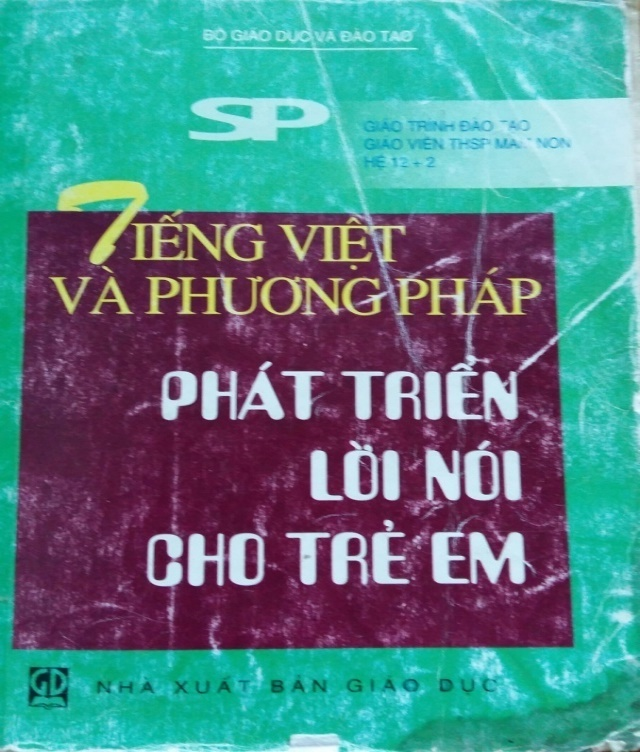 BỘ GIÁO DỤC VÀ ĐÀO TẠO
SP
GIÁO TRÌNH ĐÀO TẠO
GIÁO VIÊN THSP MẦM NON
HỆ 12 + 2
TIẾNG VIỆT
VÀ PHƯƠNG PHÁP
PHÁT TRIỂN
LỜI NÓI
CHO TRẺ EM
GD
NHÀ XUẤT BẢN GIÁO DỤC